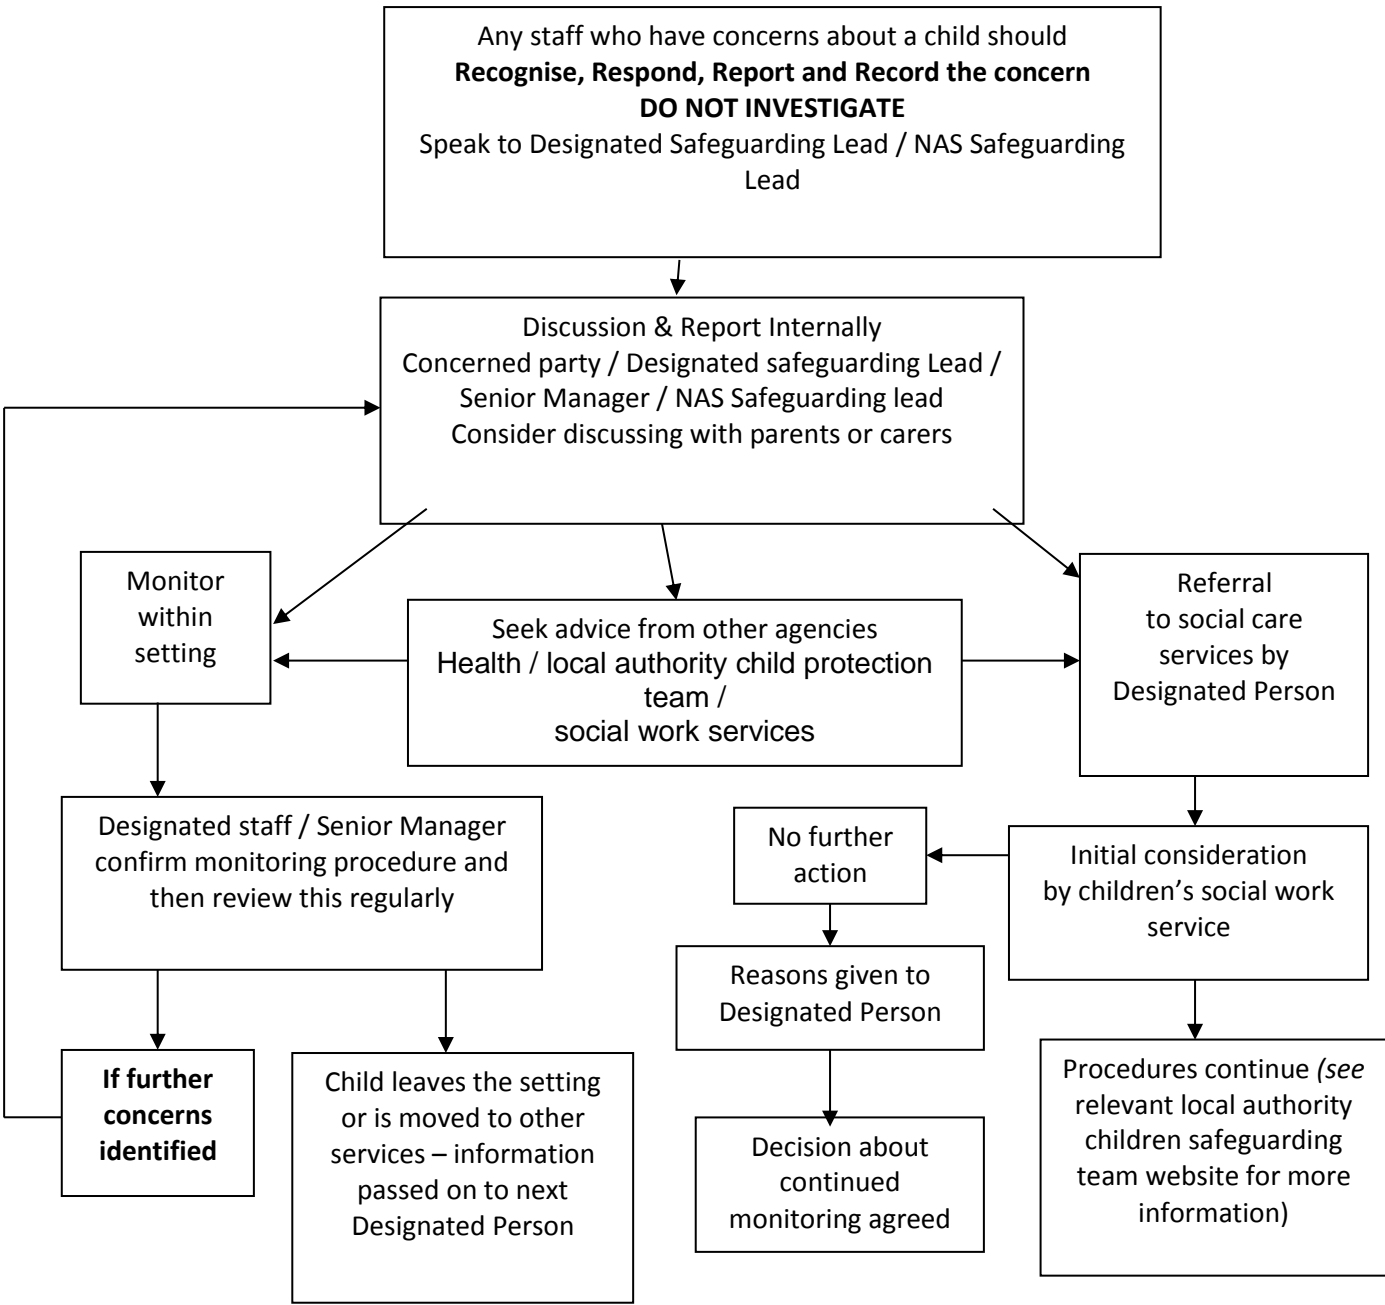 Any staff who have concerns about a child should
Recognise, Respond, Report and Record the concern
DO NOT INVESTIGATE
Speak to Designated Safeguarding Lead / NAS Safeguarding
Lead
Discussion & Report Internally
Concerned party / Designated safeguarding Lead /
Senior Manager / NAS Safeguarding lead
Consider discussing with parents or carers
Monitor
within
setting
Seek advice from other agencies
Health / local authority child protection
team /
social work services
Referral
to social care
services by
Designated Person
Designated staff / Senior Manager
confirm monitoring procedure and
then review this regularly
No further
action
Initial consideration
by children’s social work
service
Reasons given to
Designated Person
If further
concerns
identified
Child leaves the setting
or is moved to other
services – information
passed on to next
Designated Person
Decision about
continued
monitoring agreed
Procedures continue (see
relevant local authority
children safeguarding
team website for more
information)